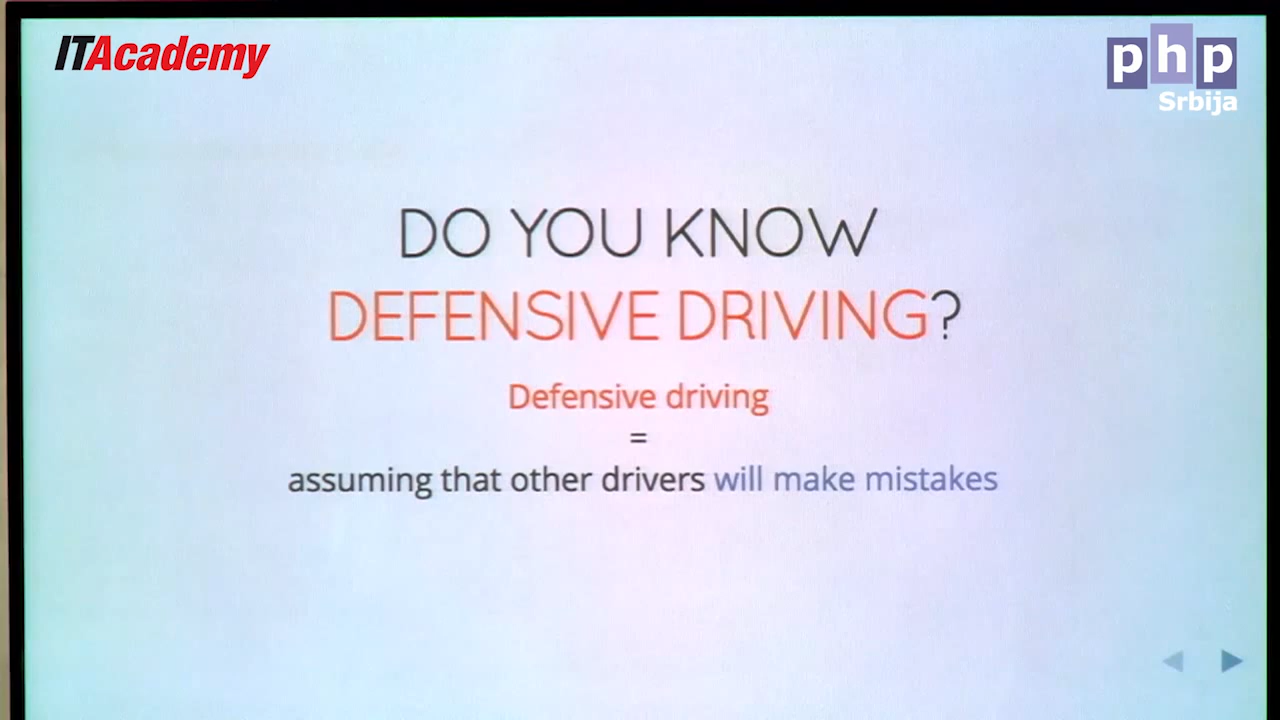 ITAcademy
php
Srbija
DO YOU KNOW
DEFENSIVE DRIVING?
Defensive driving
=
assuming that other drivers will make mistakes